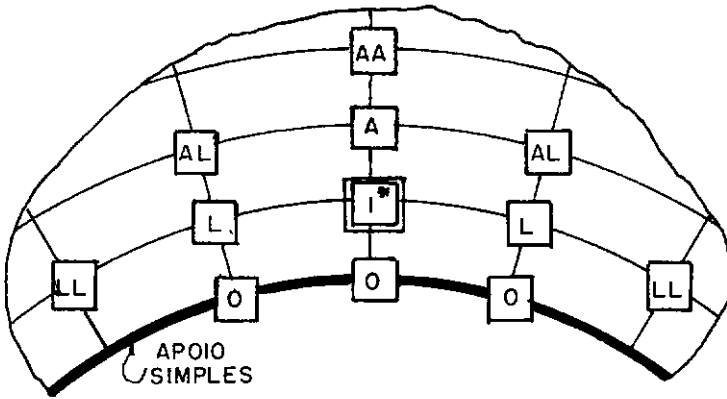 AA
A
AL AL
I*
L L
LL LL
O O O
APOIO
SIMPLES